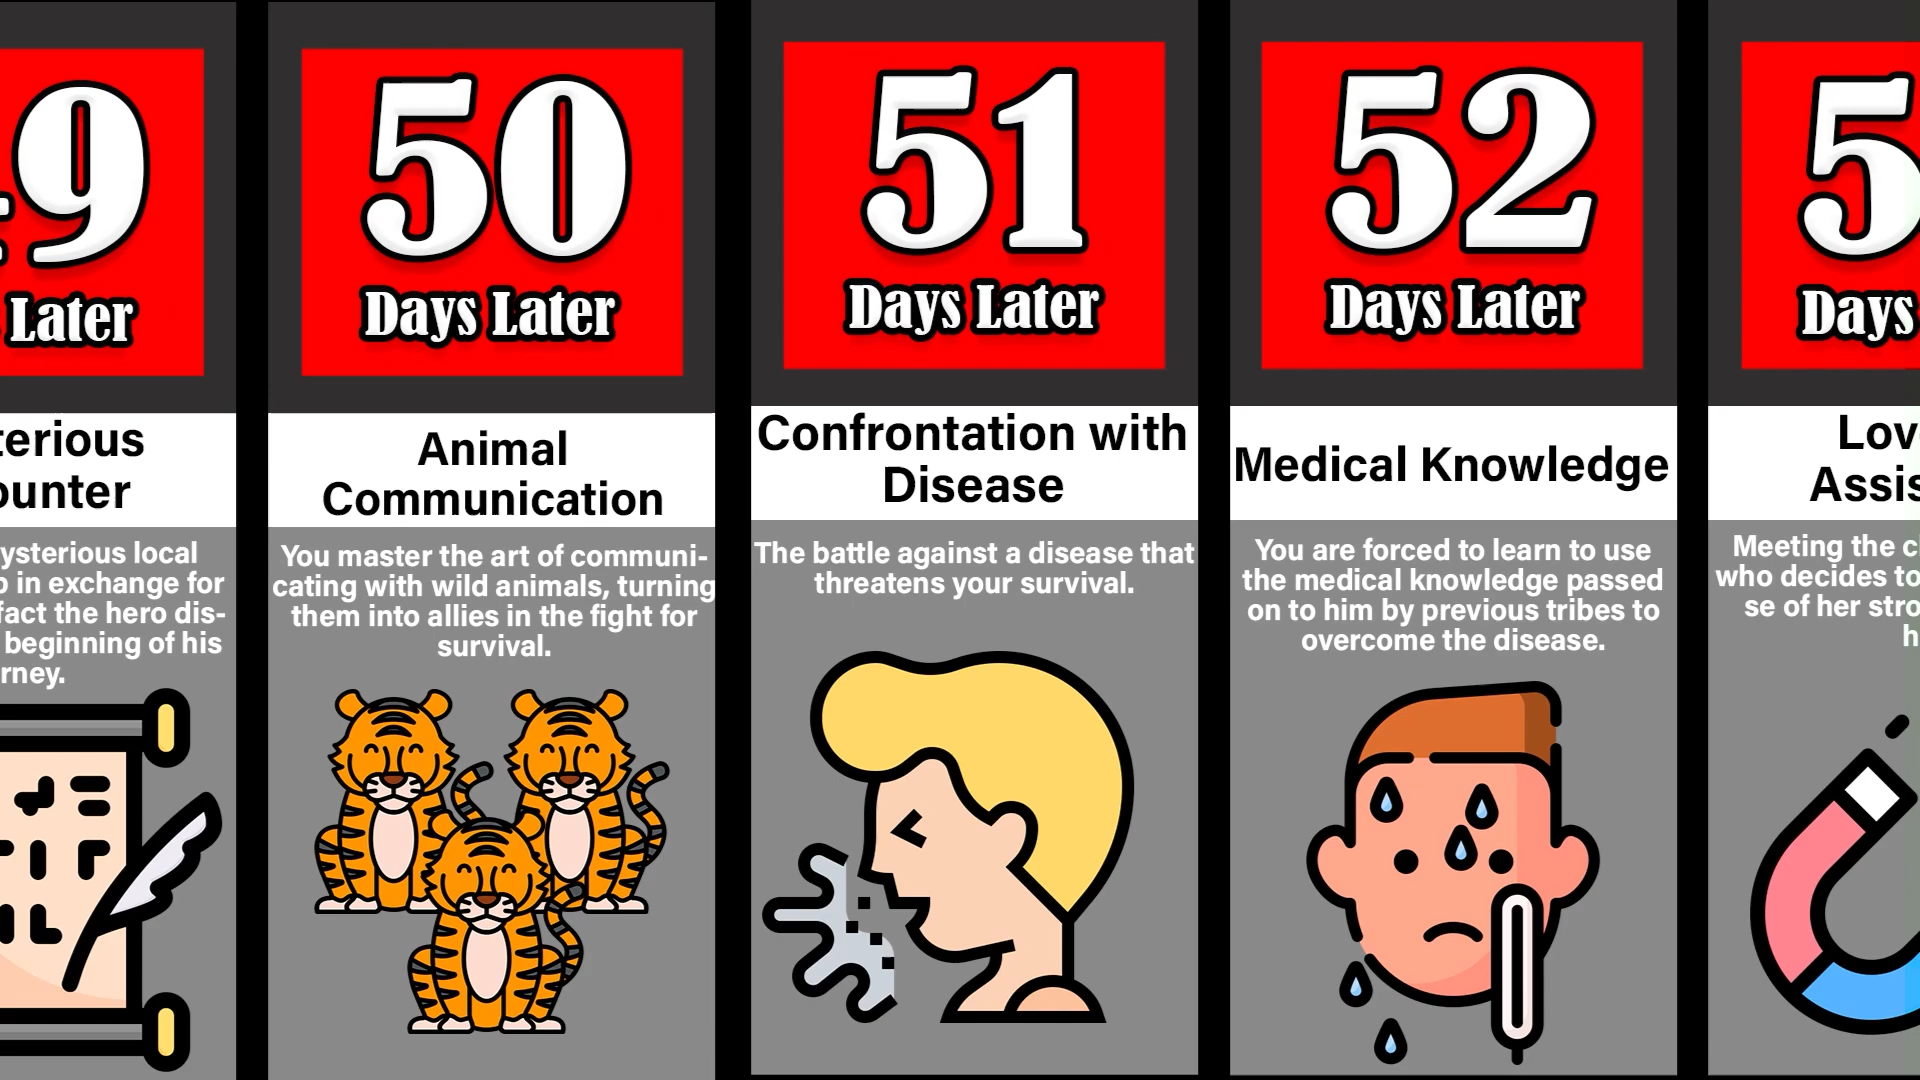 49
Later
terious
ounter
ysterious local
in exchange for
fact the hero dis-
beginning of his
rney.
50
Days Later
Animal
Communication
You master the art of communi-
cating with wild animals, turning
them into allies in the fight for
survival.
51
Days Later
Confrontation with
Disease
The battle against a disease that
threatens your survival.
52
Days Later
Medical Knowledge
You are forced to learn to use
the medical knowledge passed
on to him by previous tribes to
overcome the disease.
5
Days
Lov
Assis
Meeting the c
who decides to
se of her stro
h